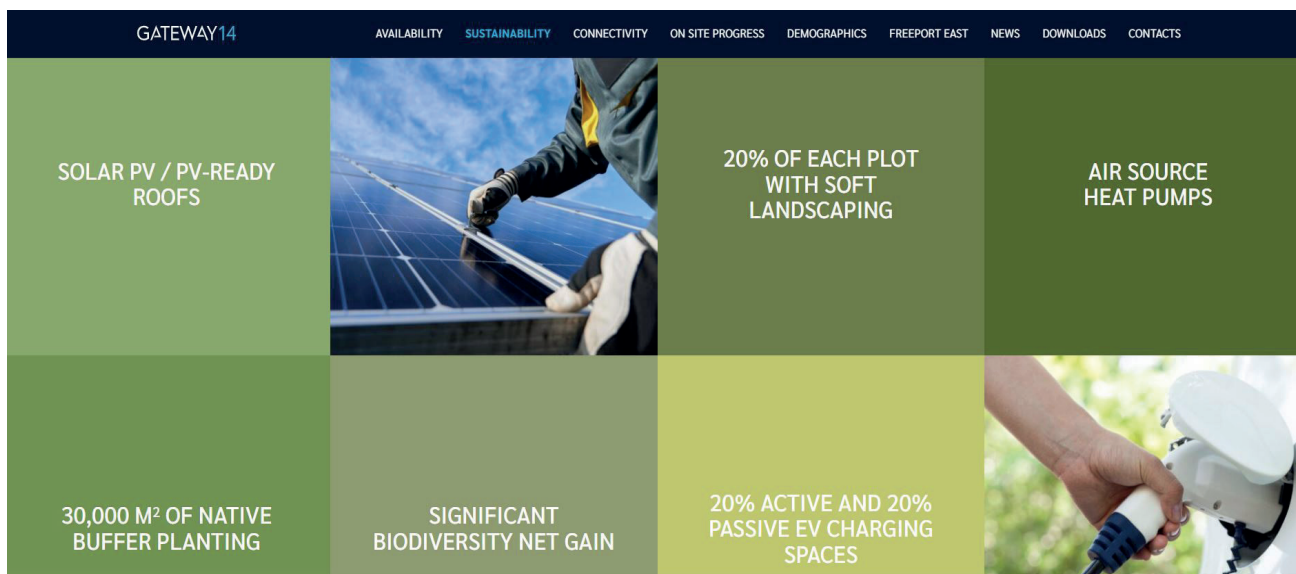 GATEWAY14
AVAILABILITY SUSTAINABILITY CONNECTIVITY ON SITE PROGRESS DEMOGRAPHICS FREEPORT EAST NEWS DOWNLOADS CONTACTS
SOLAR PV / PV-READY
ROOFS
20% OF EACH PLOT
WITH SOFT
LANDSCAPING
AIR SOURCE
HEAT PUMPS
30,000 M² OF NATIVE
BUFFER PLANTING
SIGNIFICANT
BIODIVERSITY NET GAIN
20% ACTIVE AND 20%
PASSIVE EV CHARGING
SPACES